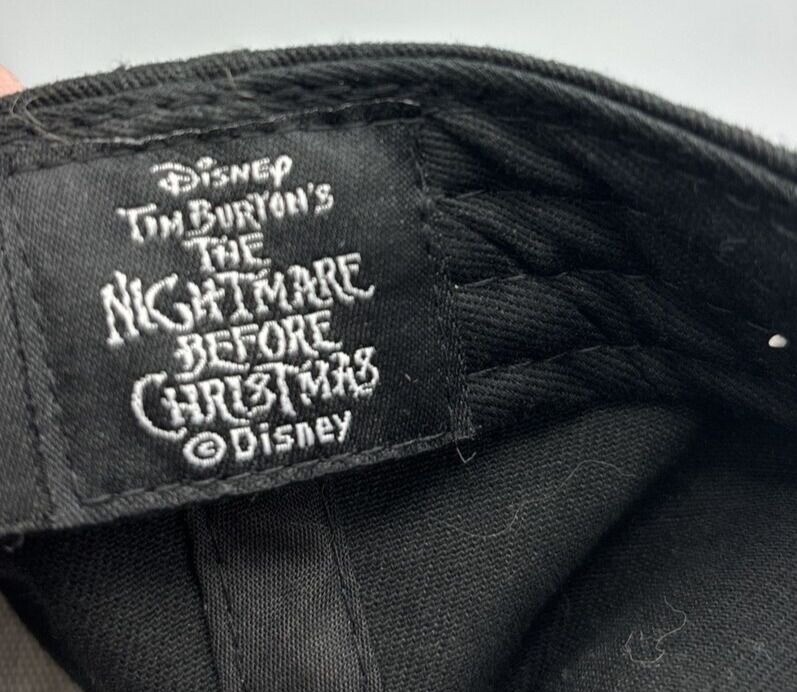 Disney
Tim Burton's
The
Nightmare
Before
Christmas
©Disney